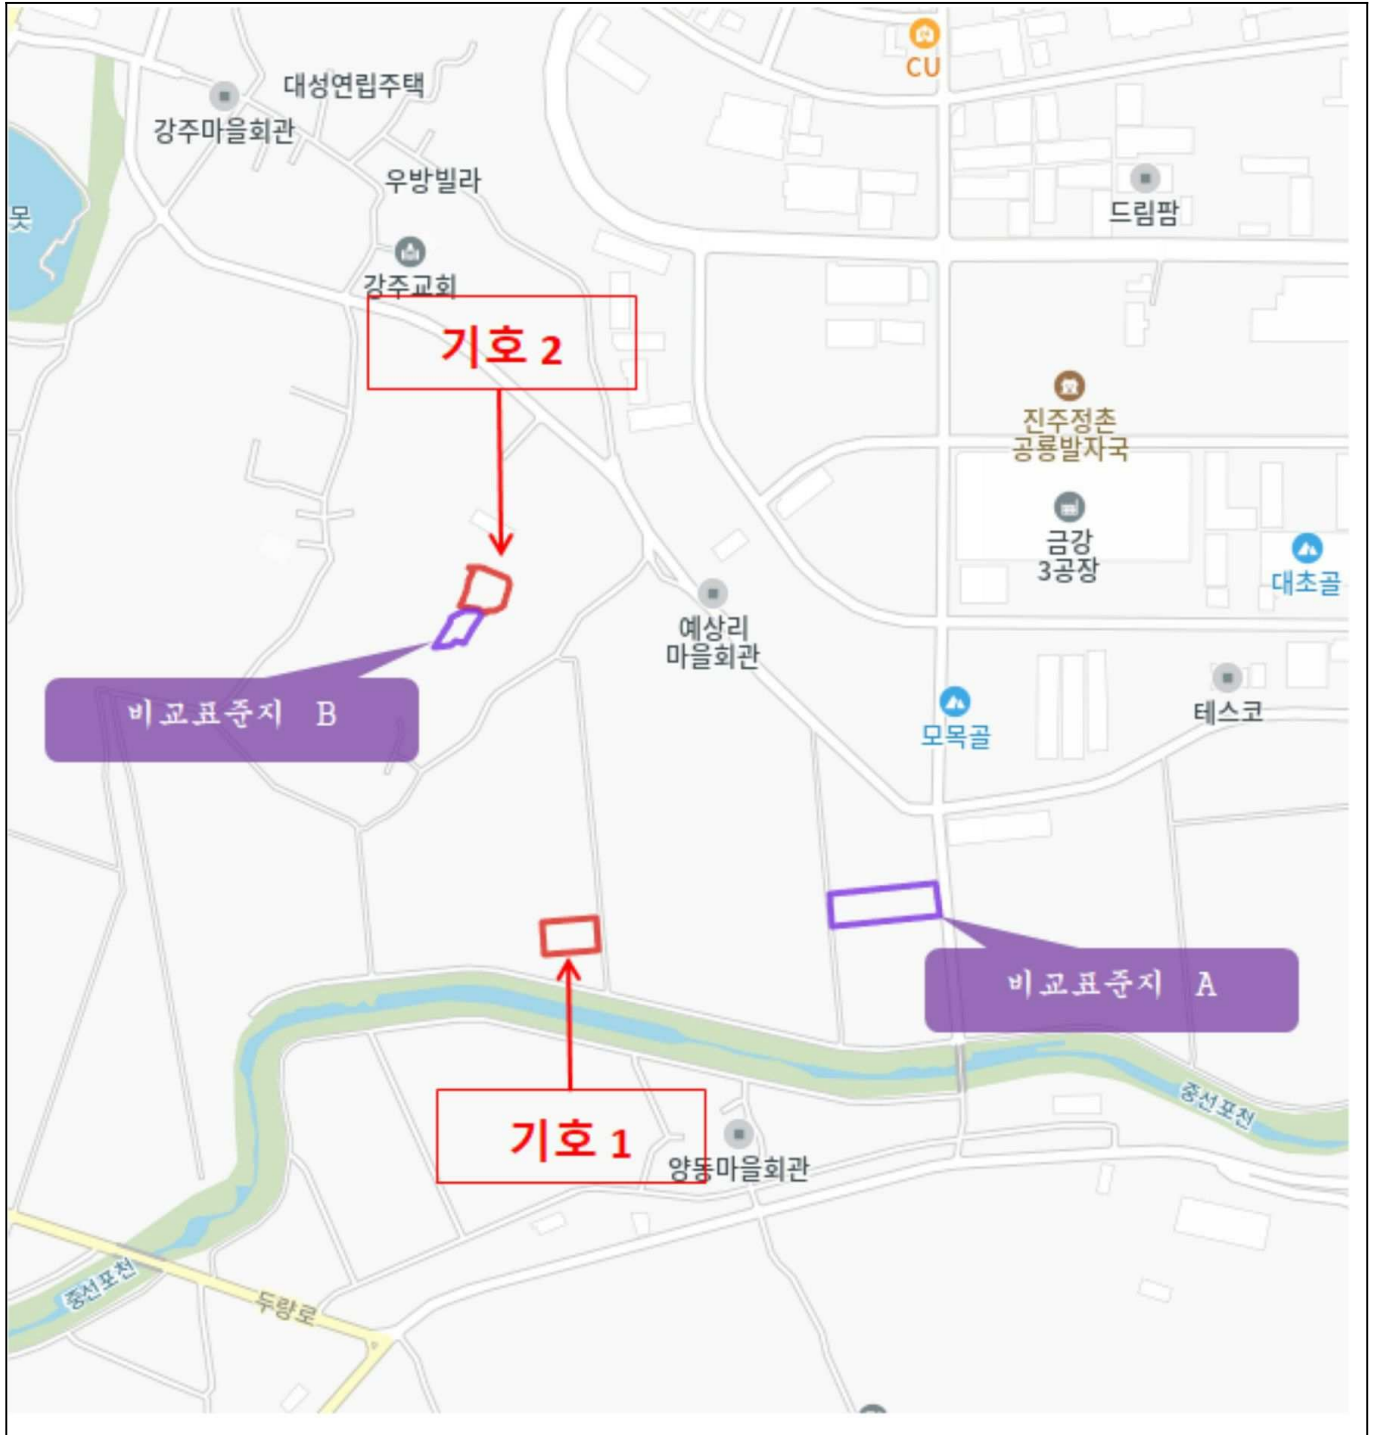 CU
대성연립주택
강주마을회관
우방빌라
드림팜
못
강주교회
기호 2
진주정촌
공룡발자국
금강
3공장
대초골
예상리
마을회관
테스코
비교표준지 B
모목골
비교표준지 A
중선포천
기호 1
양동마을회관
중선포천
두량로